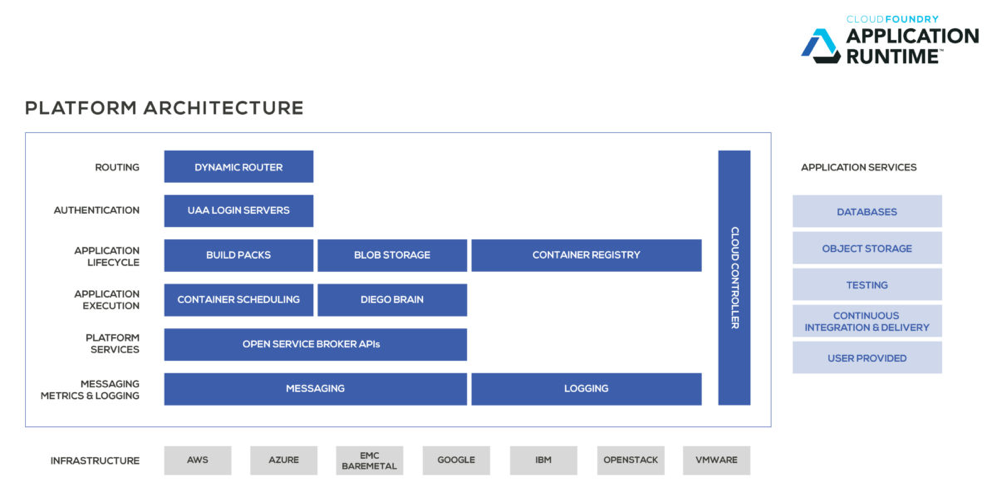 CLOUDFOUNDRY
APPLICATION
RUNTIME™
PLATFORM ARCHITECTURE
ROUTING
DYNAMIC ROUTER
AUTHENTICATION
UAA LOGIN SERVERS
APPLICATION
LIFECYCLE
BUILD PACKS
BLOB STORAGE
CONTAINER REGISTRY
APPLICATION
EXECUTION
CONTAINER SCHEDULING
DIEGO BRAIN
PLATFORM
SERVICES
OPEN SERVICE BROKER APIs
MESSAGING
METRICS & LOGGING
MESSAGING
LOGGING
CLOUD CONTROLLER
APPLICATION SERVICES
DATABASES
OBJECT STORAGE
TESTING
CONTINUOUS
INTEGRATION & DELIVERY
USER PROVIDED
INFRASTRUCTURE
AWS
AZURE
EMC
BAREMETAL
GOOGLE
IBM
OPENSTACK
VMWARE